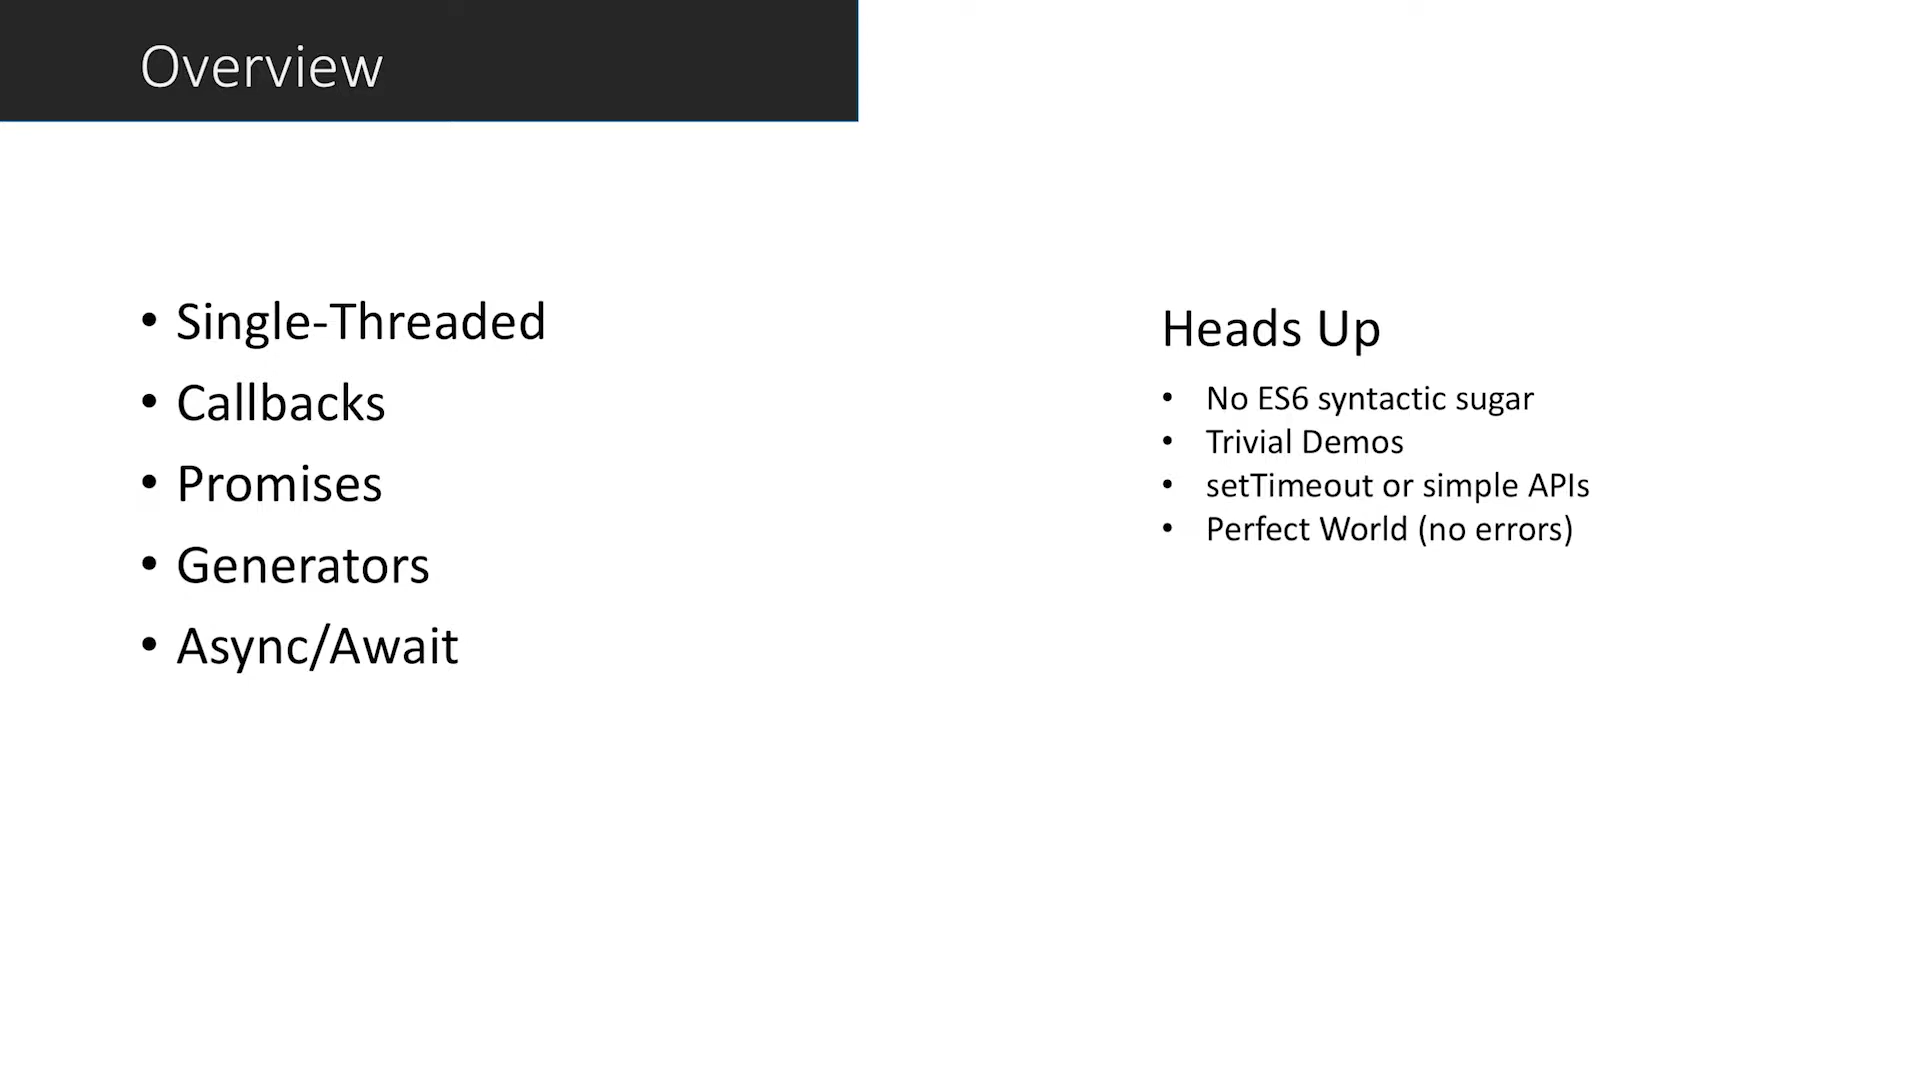 Overview
• Single-Threaded
• Callbacks
• Promises
• Generators
• Async/Await
Heads Up
• No ES6 syntactic sugar
• Trivial Demos
• setTimeout or simple APIs
• Perfect World (no errors)